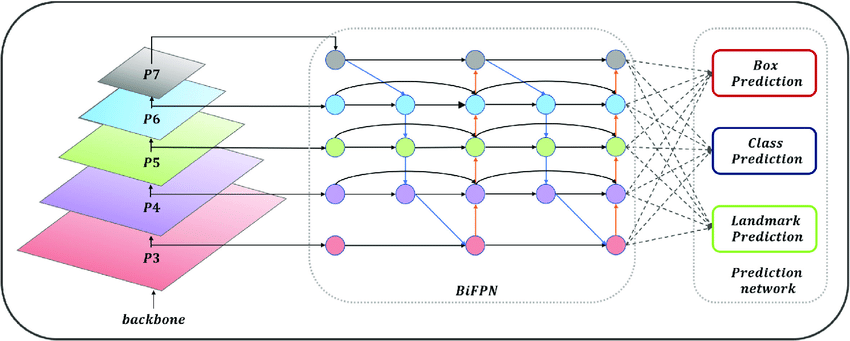 P7
P6
P5
P4
P3
backbone
BiFPN
Box
Prediction
Class
Prediction
Landmark
Prediction
Prediction
network